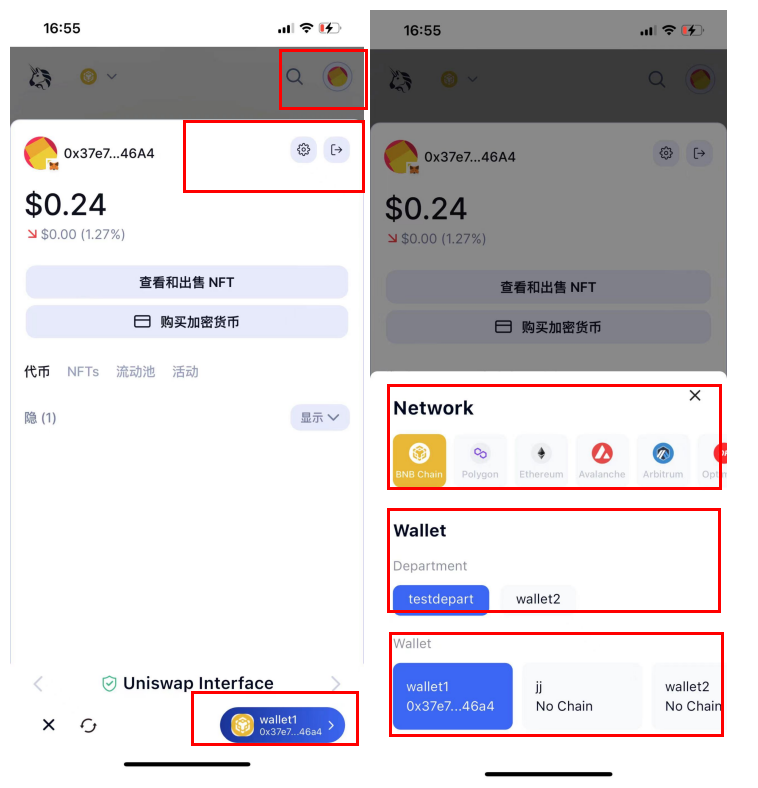 16:55
0x37e7...46A4
$0.24
$0.00 (1.27%)
查看和出售 NFT
购买加密货币
代币 NFTs 流动池 活动
隐 (1)
显示
Uniswap Interface
wallet1
0x37e7...46a4
16:55
0x37e7...46A4
$0.24
$0.00 (1.27%)
查看和出售 NFT
购买加密货币
Network
BNB Chain Polygon Ethereum Avalanche Arbitrum
Wallet
Department
testdepart wallet2
Wallet
wallet1 jj wallet2
0x37e7...46a4 No Chain No Chain